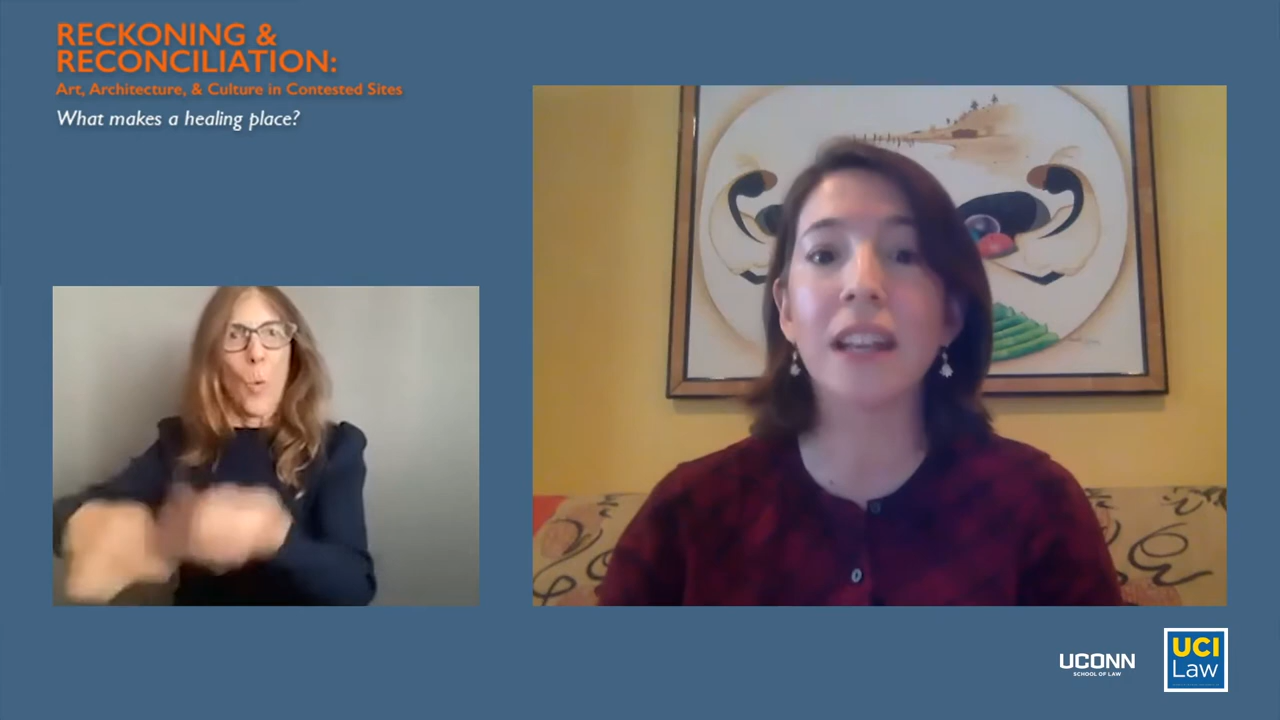 RECKONING &
RECONCILIATION:
Art, Architecture, & Culture in Contested Sites
What makes a healing place?
UCONN
SCHOOL OF LAW
UCI
Law